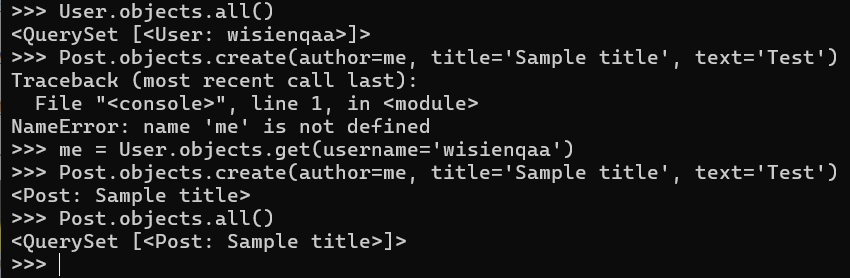 >>> User.objects.all()
<QuerySet [<User: wisienqaa>]>
>>> Post.objects.create(author=me, title='Sample title', text='Test')
Traceback (most recent call last):
  File "<console>", line 1, in <module>
NameError: name 'me' is not defined
>>> me = User.objects.get(username='wisienqaa')
>>> Post.objects.create(author=me, title='Sample title', text='Test')
<Post: Sample title>
>>> Post.objects.all()
<QuerySet [<Post: Sample title>]>
>>>